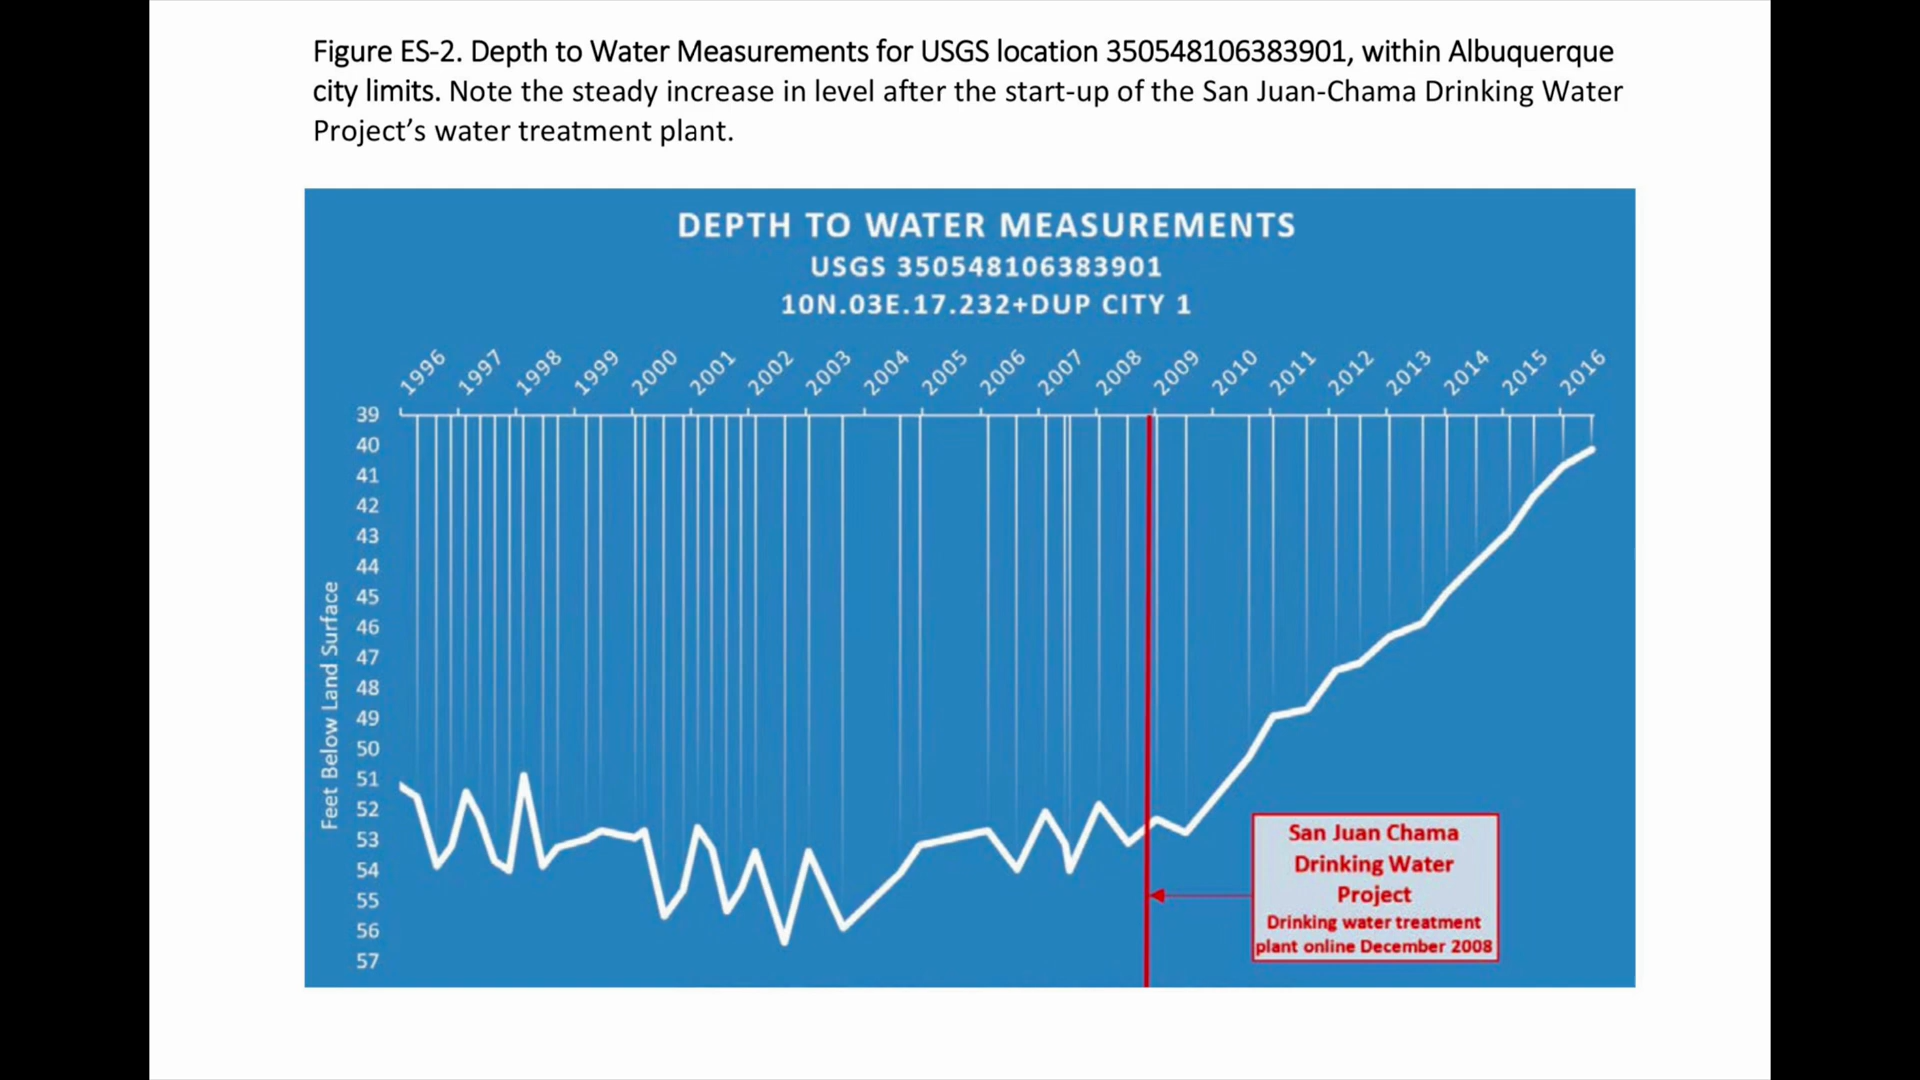 Figure ES-2. Depth to Water Measurements for USGS location 350548106383901, within Albuquerque
city limits. Note the steady increase in level after the start-up of the San Juan-Chama Drinking Water
Project’s water treatment plant.
DEPTH TO WATER MEASUREMENTS
USGS 350548106383901
10N.03E.17.232+DUP CITY 1
1996 1997 1998 1999 2000 2001 2002 2003 2004 2005 2006 2007 2008 2009 2010 2011 2012 2013 2014 2015 2016
Feet Below Land Surface
39
40
41
42
43
44
45
46
47
48
49
50
51
52
53
54
55
56
57
San Juan Chama
Drinking Water
Project
Drinking water treatment
plant online December 2008